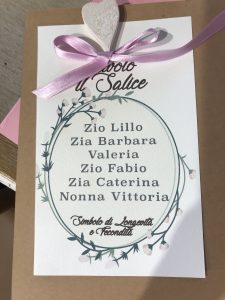 il Salice
Zio Lillo
Zia Barbara
Valeria
Zio Fabio
Zia Caterina
Nonna Vittoria
Simbolo di Longevità
e Fecondità